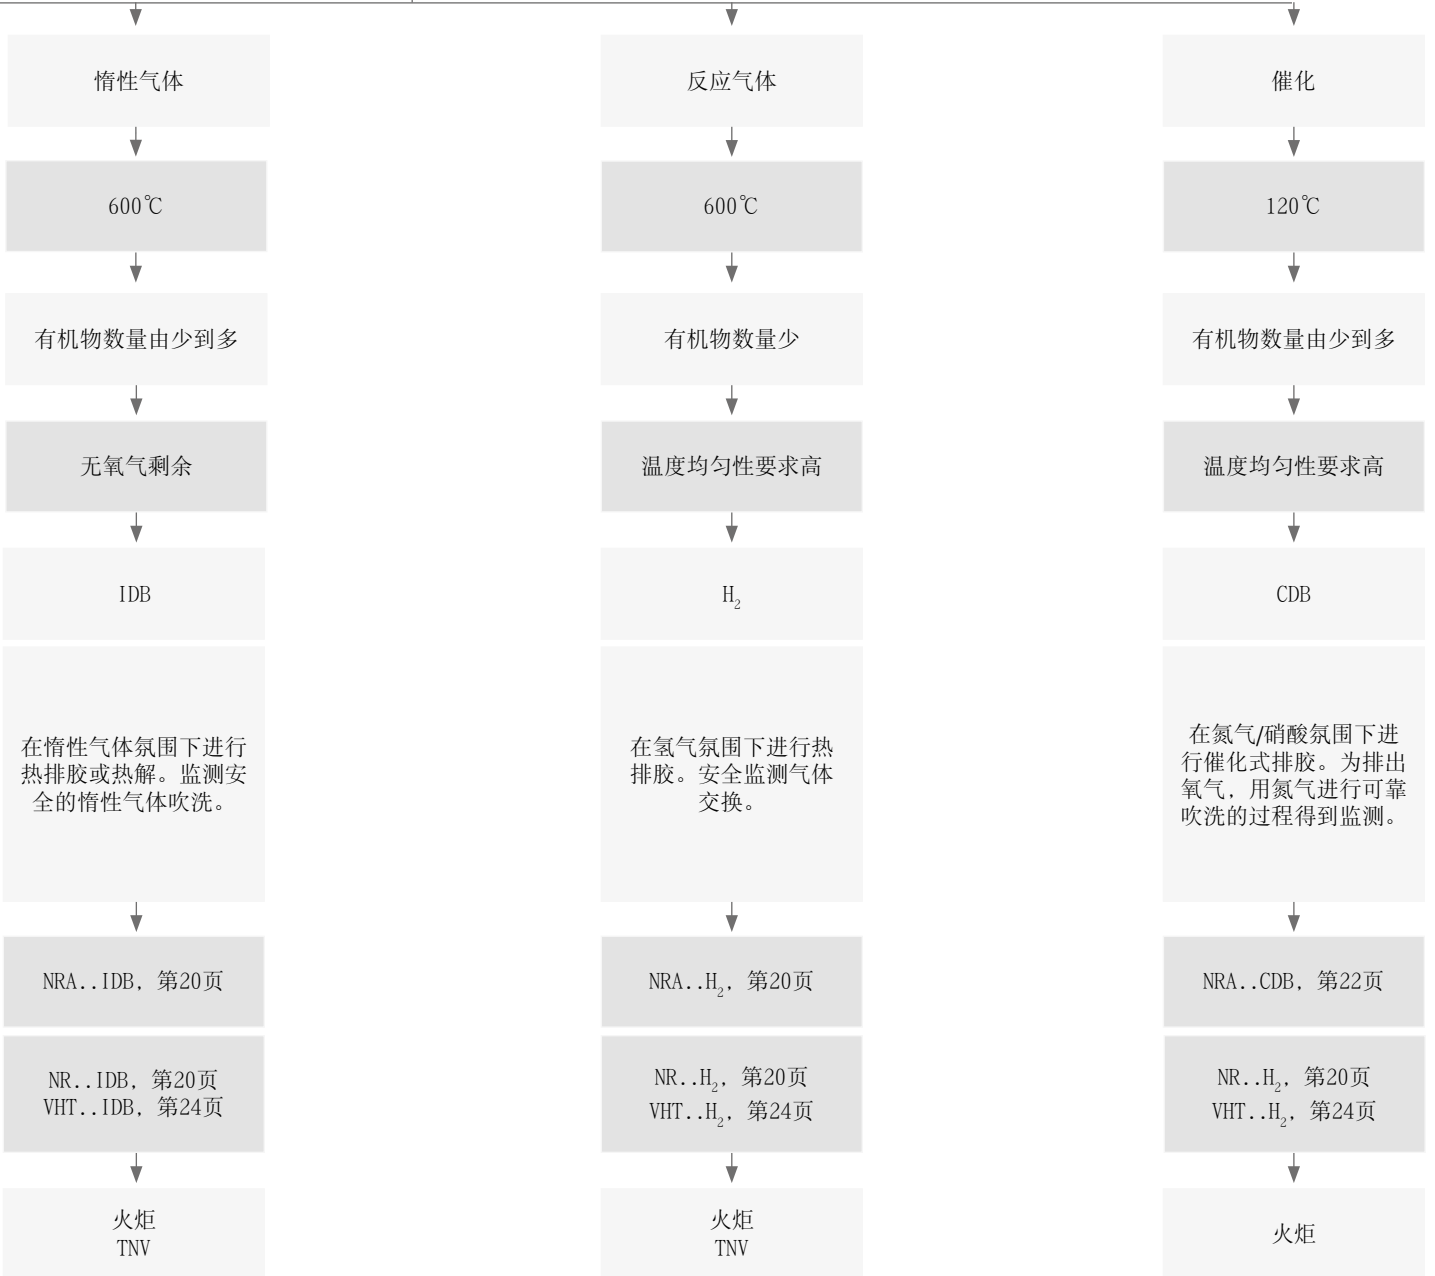 惰性气体
600℃
有机物数量由少到多
无氧气剩余
IDB
在惰性气体氛围下进行
热排胶或热解。监测安
全的惰性气体吹洗。
NRA..IDB, 第20页
NR..IDB, 第20页
VHT..IDB, 第24页
火炬
TNV
反应气体
600℃
有机物数量少
温度均匀性要求高
H₂
在氢气氛围下进行热
排胶。安全监测气体
交换。
NRA..H₂, 第20页
NR..H₂, 第20页
VHT..H₂, 第24页
火炬
TNV
催化
120℃
有机物数量由少到多
温度均匀性要求高
CDB
在氮气/硝酸氛围下进
行催化式排胶。为排出
氧气，用氮气进行可靠
吹洗的过程得到监测。
NRA..CDB, 第22页
NR..H₂, 第20页
VHT..H₂, 第24页
火炬